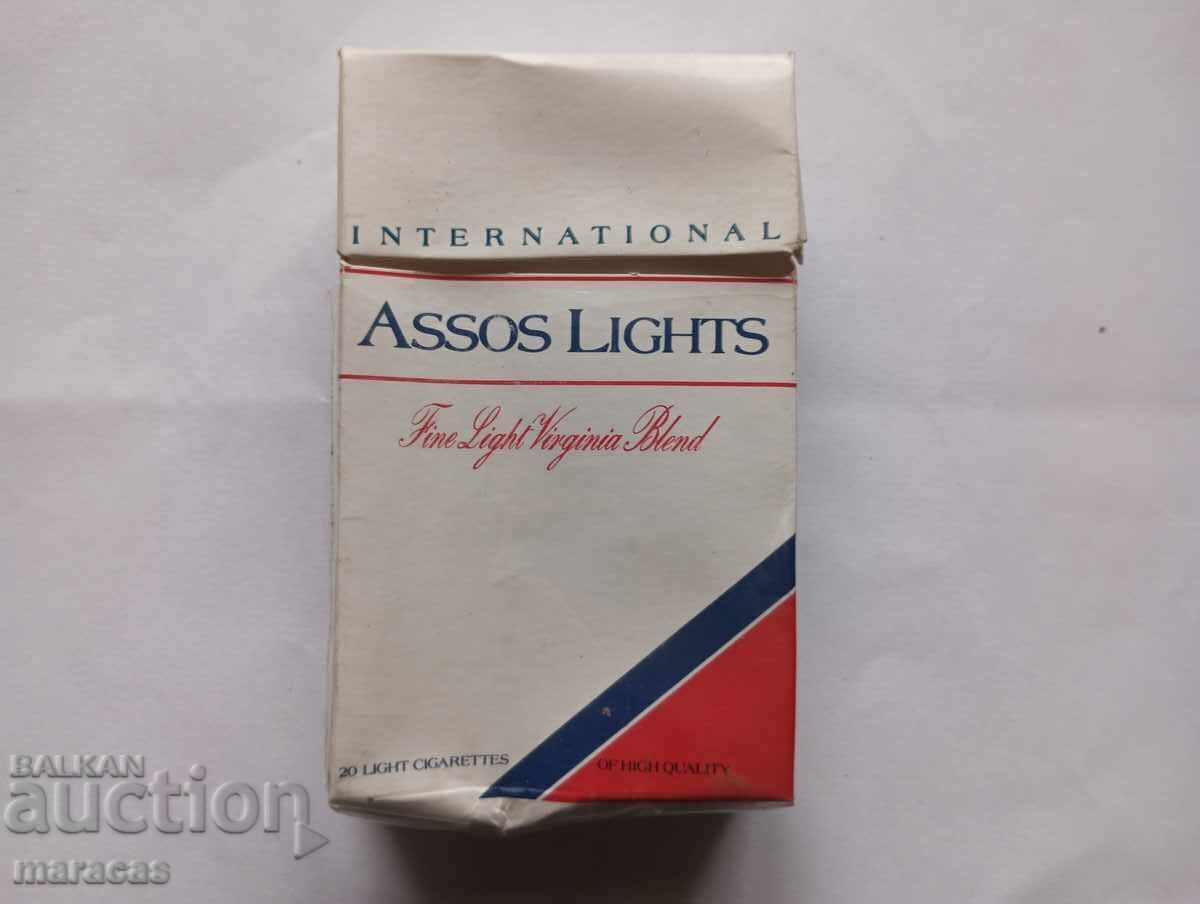 INTERNATIONAL
ASSOS LIGHTS
Fine Light Virginia Blend
20 LIGHT CIGARETTES OF HIGH QUALITY
BALKAN
auction
maracas